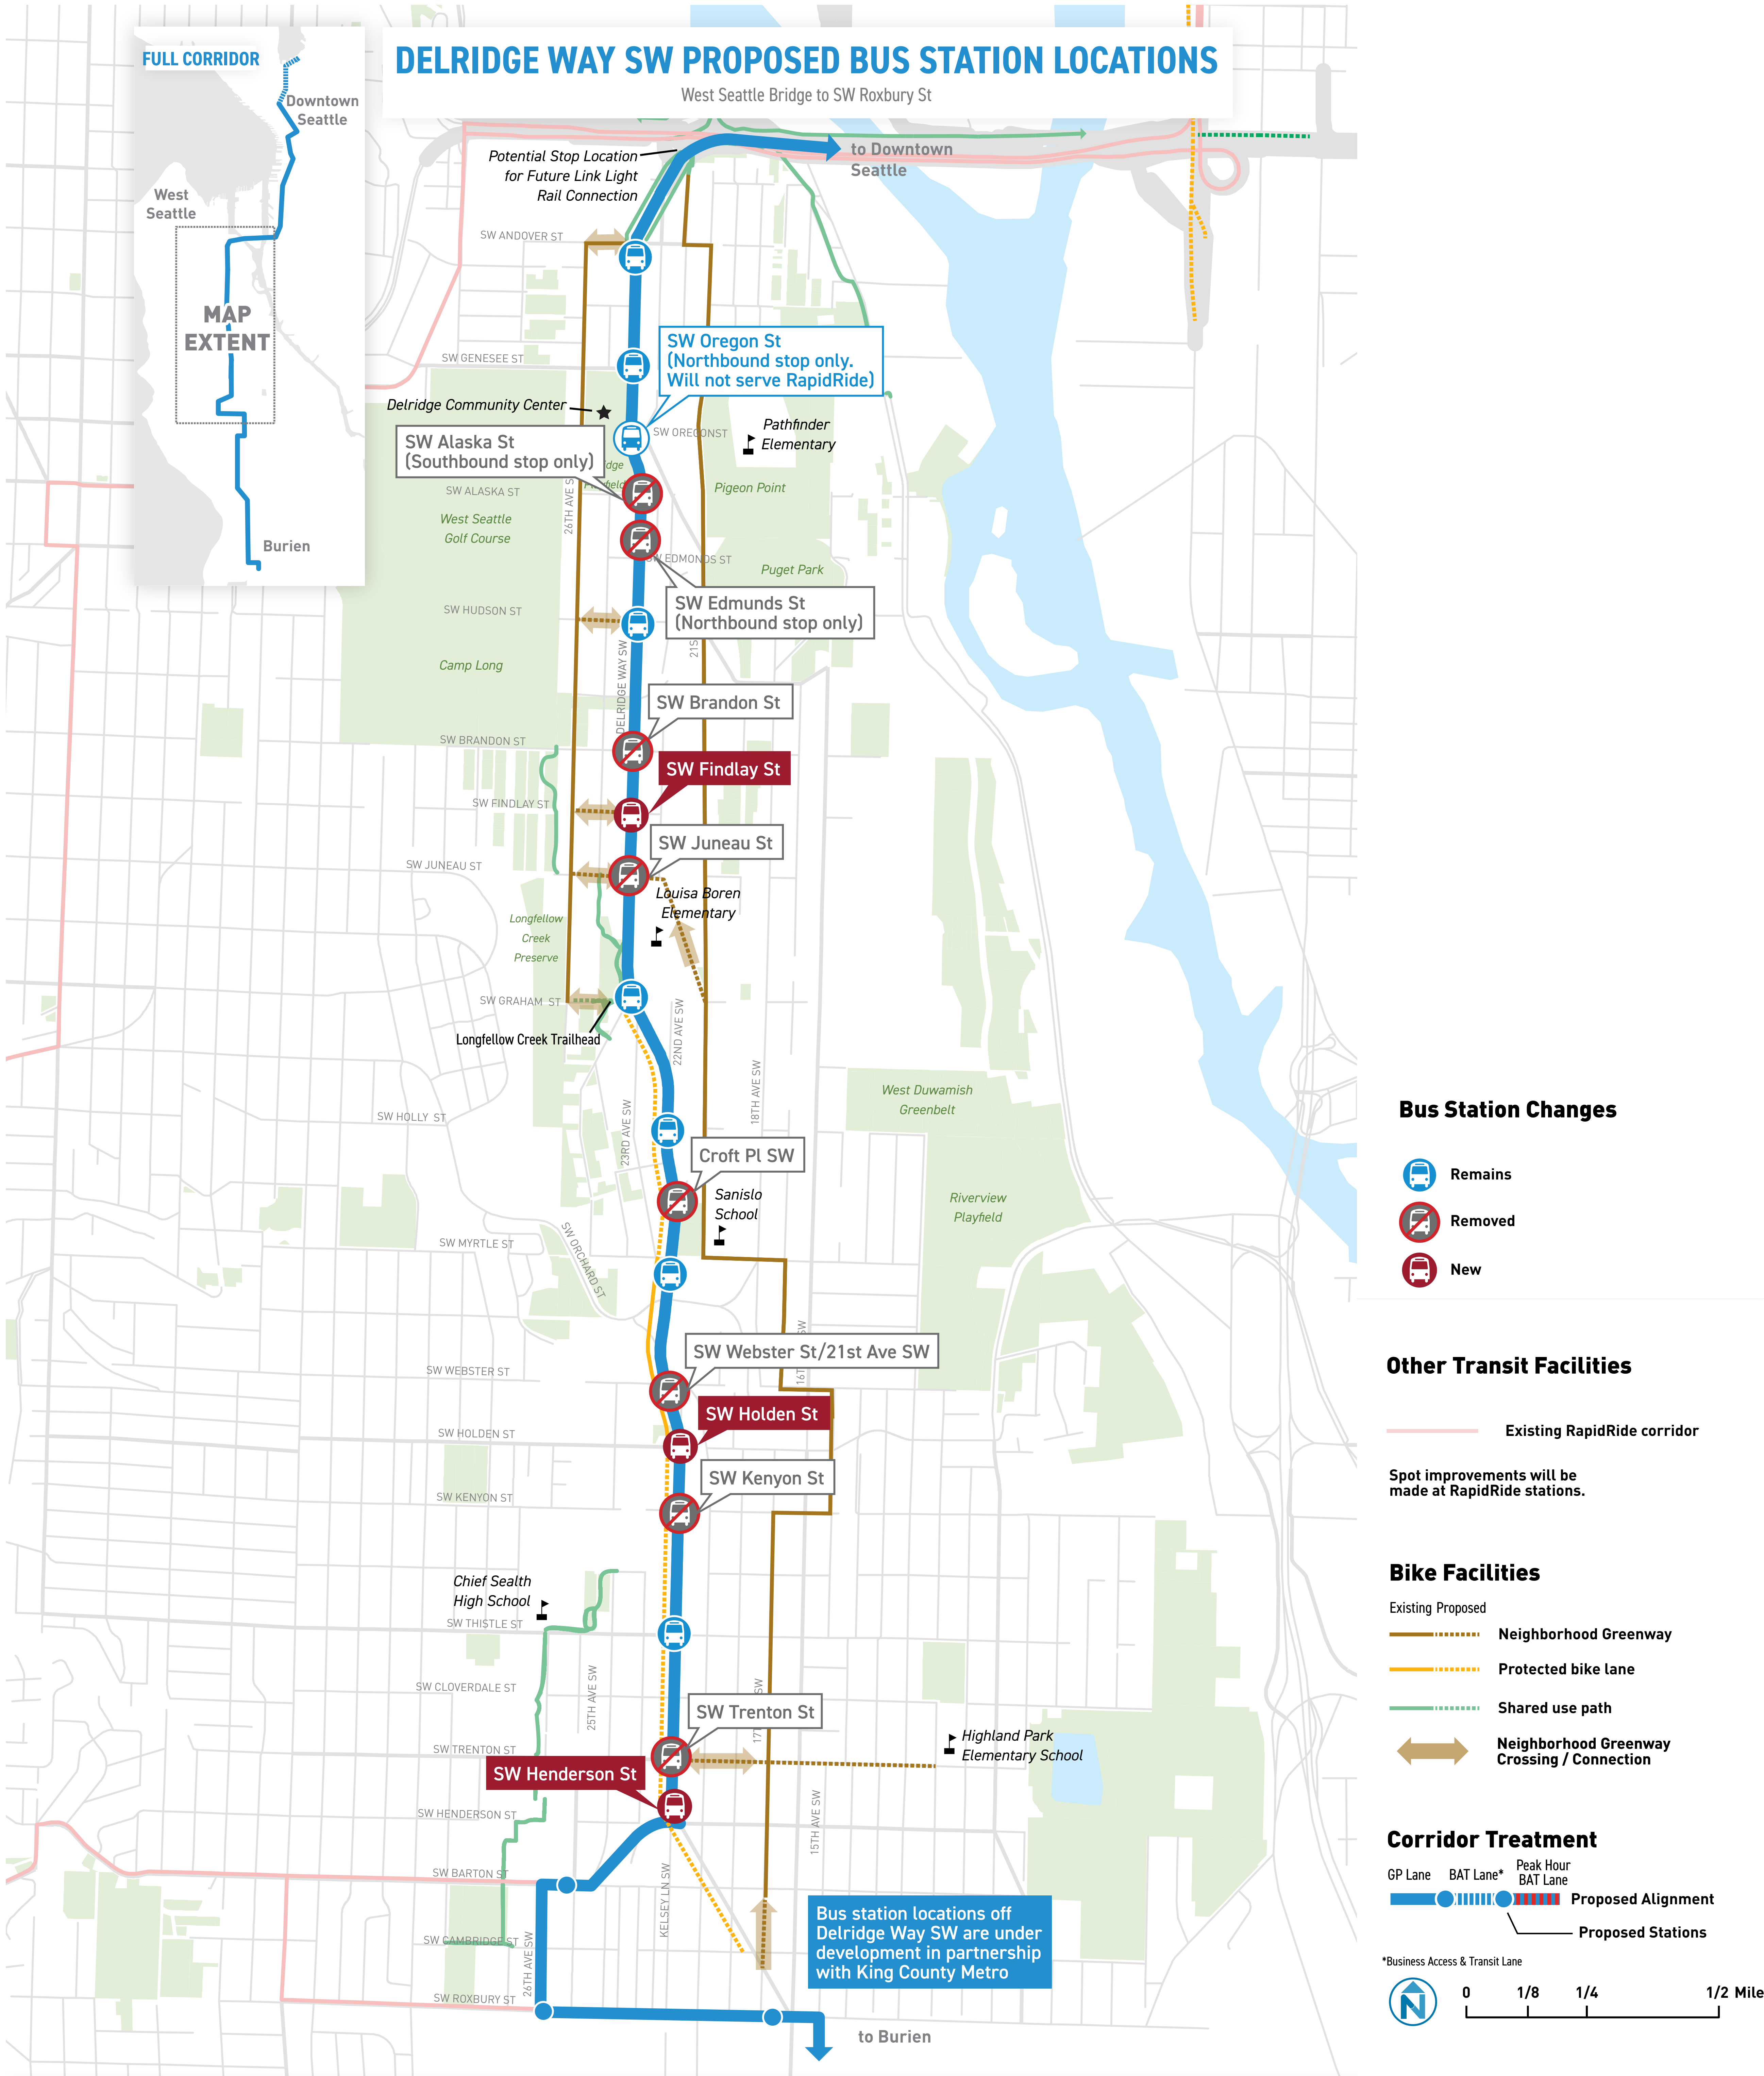 DELRIDGE WAY SW PROPOSED BUS STATION LOCATIONS
West Seattle Bridge to SW Roxbury St
FULL CORRIDOR
Downtown
Seattle
West
Seattle
MAP
EXTENT
Burien
Potential Stop Location
for Future Link Light
Rail Connection
to Downtown
Seattle
SW ANDOVER ST
SW Oregon St
(Northbound stop only.
Will not serve RapidRide)
SW GENESEE ST
Delridge Community Center
SW OREGONST
Pathfinder
Elementary
SW Alaska St
(Southbound stop only)
SW ALASKA ST
26TH AVE S
Pigeon Point
West Seattle
Golf Course
SW EDMONDS ST
Puget Park
SW Edmunds St
(Northbound stop only)
SW HUDSON ST
DELRIDGE WAY SW
21S
Camp Long
SW Brandon St
SW BRANDON ST
SW Findlay St
SW FINDLAY ST
SW Juneau St
SW JUNEAU ST
Louisa Boren
Elementary
Longfellow
Creek
Preserve
SW GRAHAM ST
Longfellow Creek Trailhead
22ND AVE SW
18TH AVE SW
West Duwamish
Greenbelt
SW HOLLY ST
23RD AVE SW
Croft Pl SW
Sanislo
School
Riverview
Playfield
SW MYRTLE ST
SW ORCHARD ST
SW Webster St/21st Ave SW
SW WEBSTER ST
SW Holden St
SW HOLDEN ST
SW Kenyon St
SW KENYON ST
Chief Sealth
High School
SW THISTLE ST
25TH AVE SW
SW CLOVERDALE ST
SW Trenton St
SW TRENTON ST
Highland Park
Elementary School
SW Henderson St
SW HENDERSON ST
15TH AVE SW
SW BARTON ST
KELSEY LN SW
SW CAMBRIDGE ST
26TH AVE SW
SW ROXBURY ST
Bus station locations off
Delridge Way SW are under
development in partnership
with King County Metro
to Burien
Bus Station Changes
Remains
Removed
New
Other Transit Facilities
Existing RapidRide corridor
Spot improvements will be
made at RapidRide stations.
Bike Facilities
Existing Proposed
Neighborhood Greenway
Protected bike lane
Shared use path
Neighborhood Greenway
Crossing / Connection
Corridor Treatment
GP Lane BAT Lane* Peak Hour
BAT Lane
Proposed Alignment
Proposed Stations
*Business Access & Transit Lane
N
0 1/8 1/4 1/2 Mile